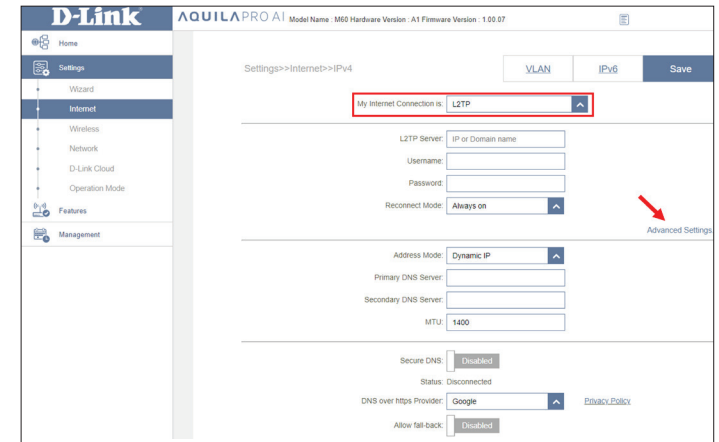 D-Link
AQUILA PRO AI Model Name : M60 Hardware Version : A1 Firmware Version : 1.00.07
Home
Settings
Wizard
Internet
Wireless
Network
D-Link Cloud
Operation Mode
Features
Management
Settings>>Internet>>IPv4 VLAN IPv6 Save
My Internet Connection is: L2TP
L2TP Server: IP or Domain name
Username:
Password:
Reconnect Mode: Always on
Advanced Settings
Address Mode: Dynamic IP
Primary DNS Server:
Secondary DNS Server:
MTU: 1400
Secure DNS: Disabled
Status: Disconnected
DNS over https Provider: Google Privacy Policy
Allow fall-back: Disabled